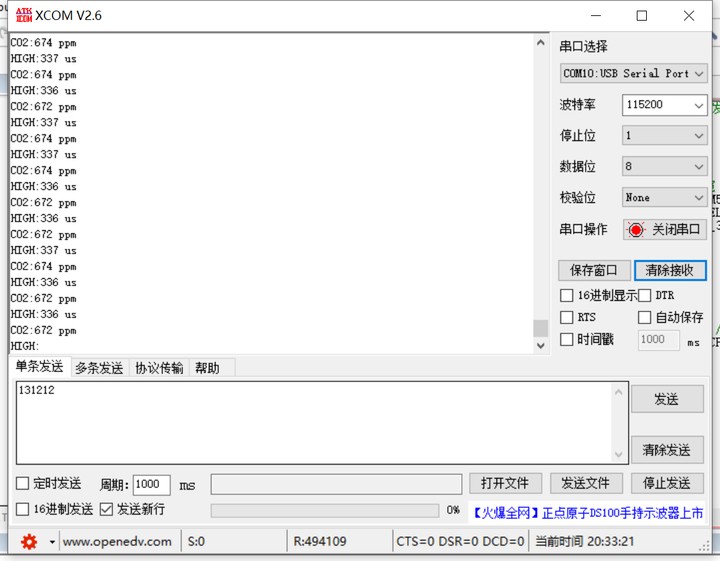 ATK
XCOM
XCOM V2.6
CO2:674 ppm
HIGH:337 us
CO2:674 ppm
HIGH:336 us
CO2:672 ppm
HIGH:337 us
CO2:674 ppm
HIGH:337 us
CO2:674 ppm
HIGH:336 us
CO2:672 ppm
HIGH:336 us
CO2:672 ppm
HIGH:337 us
CO2:674 ppm
HIGH:336 us
CO2:672 ppm
HIGH:336 us
CO2:672 ppm
HIGH:
串口选择
COM10:USB Serial Port
波特率 115200
停止位 1
数据位 8
校验位 None
串口操作 关闭串口
保存窗口 清除接收
16进制显示 DTR
RTS 自动保存
时间戳 1000 ms
单条发送 多条发送 协议传输 帮助
131212
发送
清除发送
定时发送 周期: 1000 ms 打开文件 发送文件 停止发送
16进制发送 发送新行 0% 【火爆全网】正点原子DS100手持示波器上市
www.openedv.com S:0 R:494109 CTS=0 DSR=0 DCD=0 当前时间 20:33:21